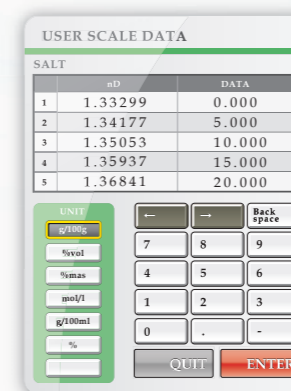 USER SCALE DATA
SALT
nD DATA
1 1.33299 0.000
2 1.34177 5.000
3 1.35053 10.000
4 1.35937 15.000
5 1.36841 20.000
UNIT
g/100g
%vol
%mas
mol/l
g/100ml
%
← → Back space
7 8 9
4 5 6
1 2 3
0 . -
QUIT ENTER